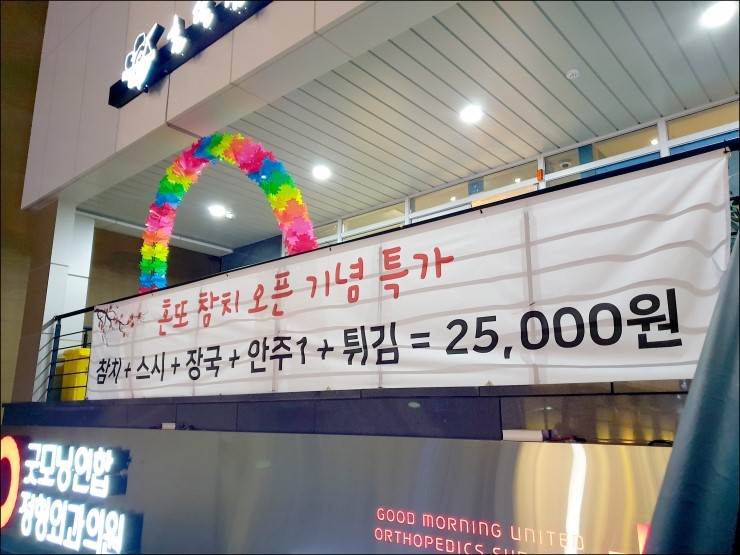 혼또 참치 오픈 기념 특가
참치 + 스시 + 장국 + 안주1 + 튀김 = 25,000원
굿모닝연합
정형외과의원
GOOD MORNING UNITED
ORTHOPEDICS